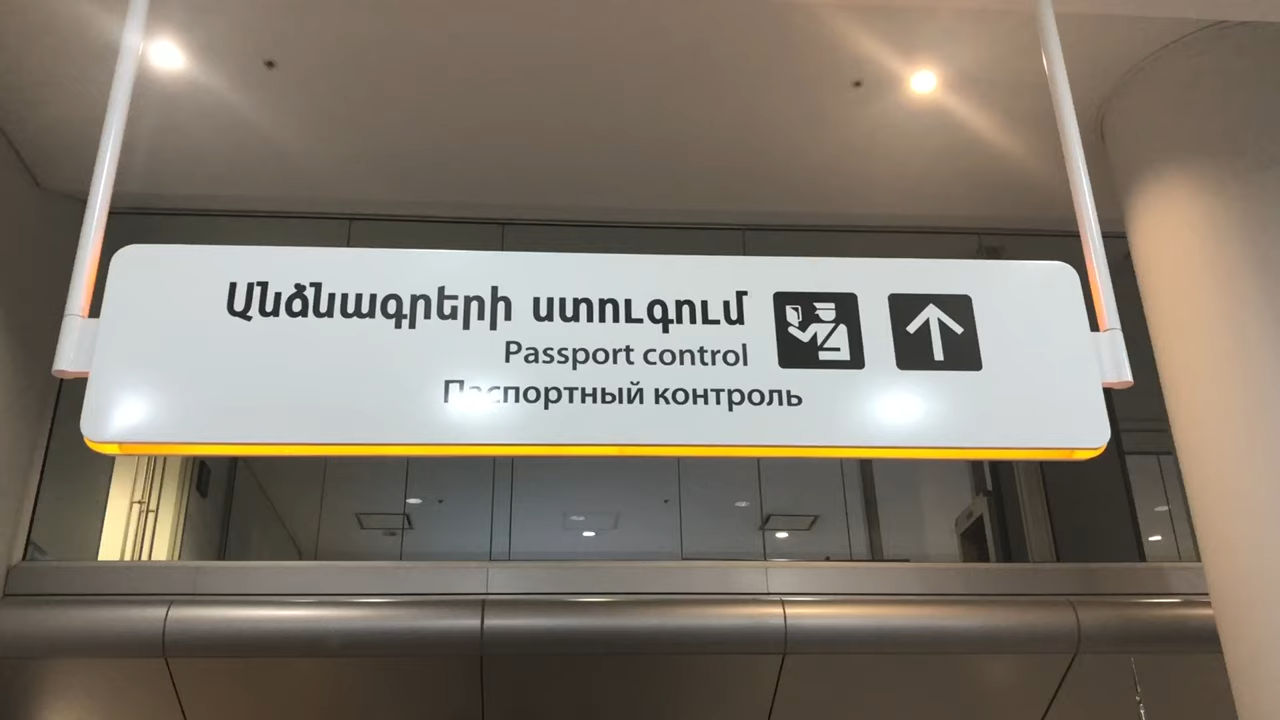 Անձնագրերի ստուգում
Passport control
Паспортный контроль